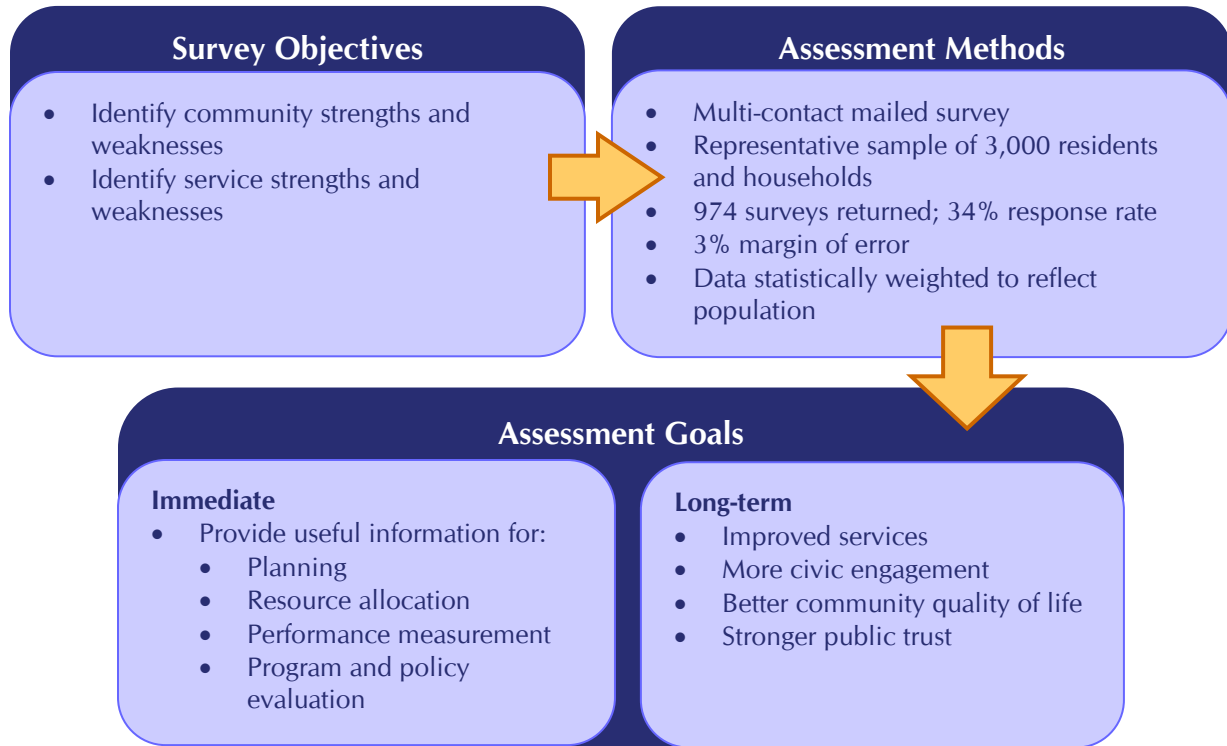 Survey Objectives
• Identify community strengths and
weaknesses
• Identify service strengths and
weaknesses
Assessment Methods
• Multi-contact mailed survey
• Representative sample of 3,000 residents
and households
• 974 surveys returned; 34% response rate
• 3% margin of error
• Data statistically weighted to reflect
population
Assessment Goals
Immediate
• Provide useful information for:
• Planning
• Resource allocation
• Performance measurement
• Program and policy
evaluation
Long-term
• Improved services
• More civic engagement
• Better community quality of life
• Stronger public trust